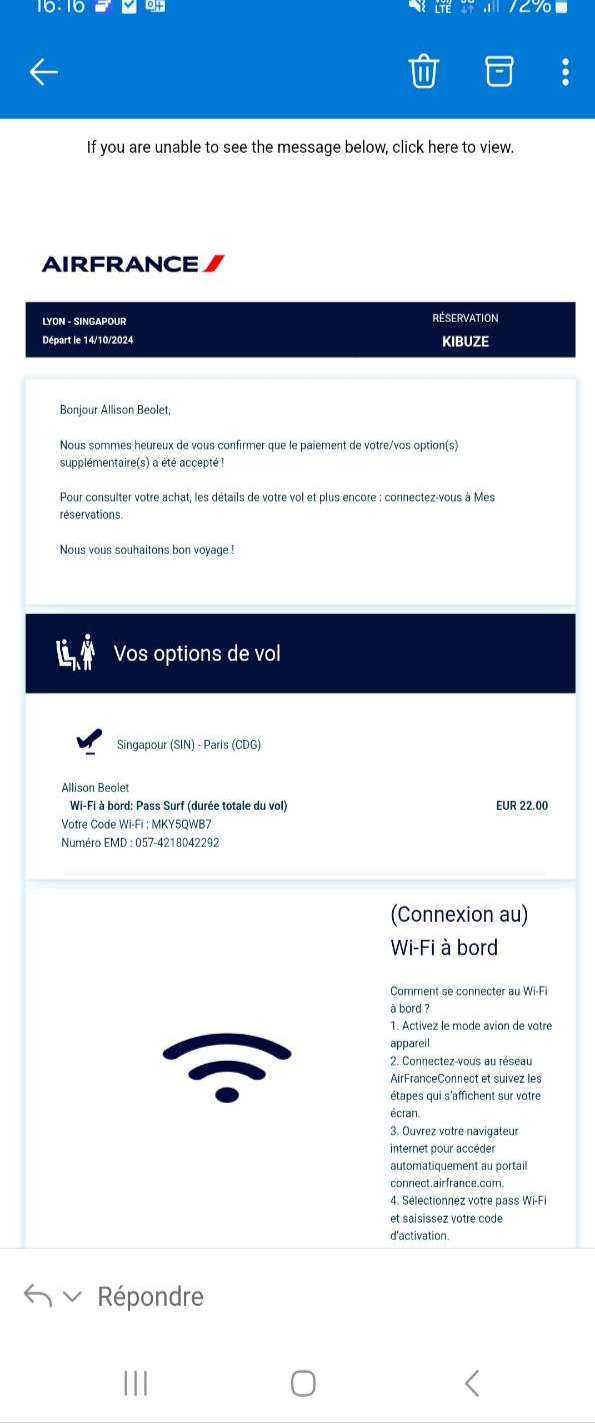 16:16
LTE
72%
If you are unable to see the message below, click here to view.
AIRFRANCE
LYON - SINGAPOUR
Départ le 14/10/2024
RÉSERVATION
KIBUZE
Bonjour Allison Beolet,
Nous sommes heureux de vous confirmer que le paiement de votre/vos option(s)
supplémentaire(s) a été accepté !
Pour consulter votre achat, les détails de votre vol et plus encore : connectez-vous à Mes
réservations.
Nous vous souhaitons bon voyage !
Vos options de vol
Singapour (SIN) - Paris (CDG)
Allison Beolet
Wi-Fi à bord: Pass Surf (durée totale du vol)
EUR 22.00
Votre Code Wi-Fi : MKY5QWB7
Numéro EMD : 057-4218042292
(Connexion au)
Wi-Fi à bord
Comment se connecter au Wi-Fi
à bord ?
1. Activez le mode avion de votre
appareil
2. Connectez-vous au réseau
AirFranceConnect et suivez les
étapes qui s'affichent sur votre
écran.
3. Ouvrez votre navigateur
internet pour accéder
automatiquement au portail
connect.airfrance.com.
4. Sélectionnez votre pass Wi-Fi
et saisissez votre code
d'activation.
Répondre